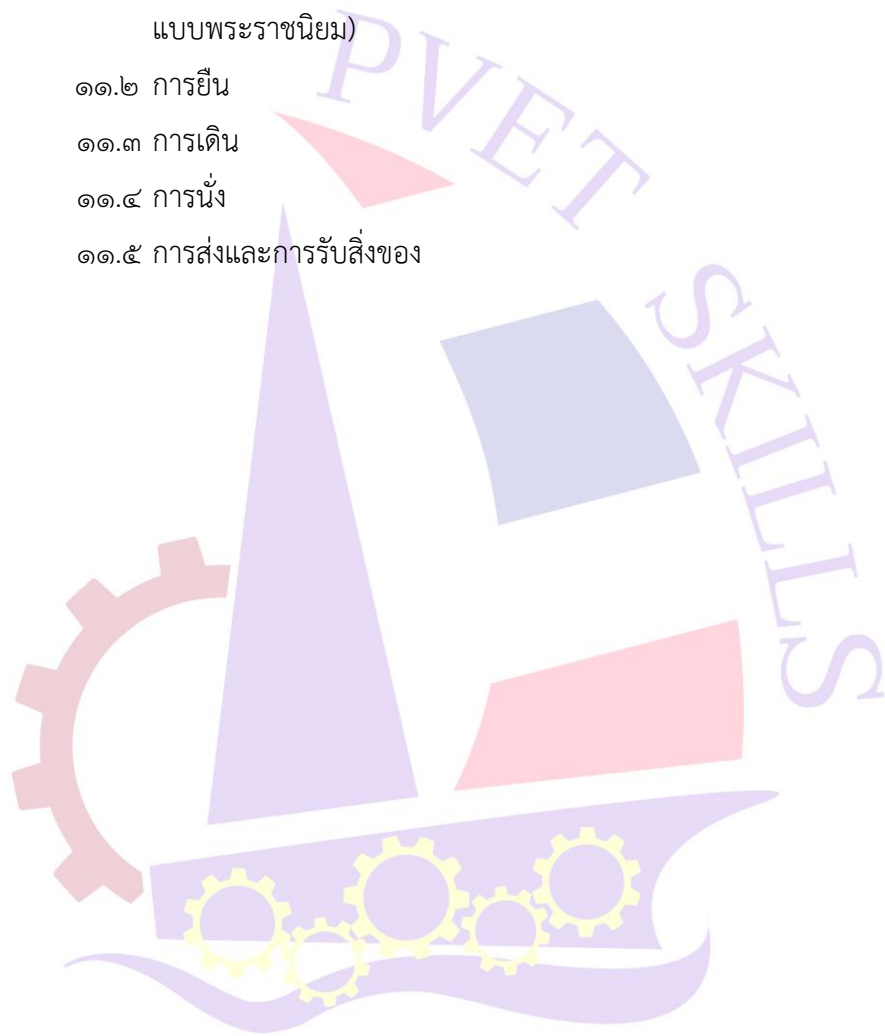 แบบพระราชนิยม)
๑๑.๒ การยืน
๑๑.๓ การเดิน
๑๑.๔ การนั่ง
๑๑.๕ การส่งและการรับสิ่งของ
PVET SKILLS